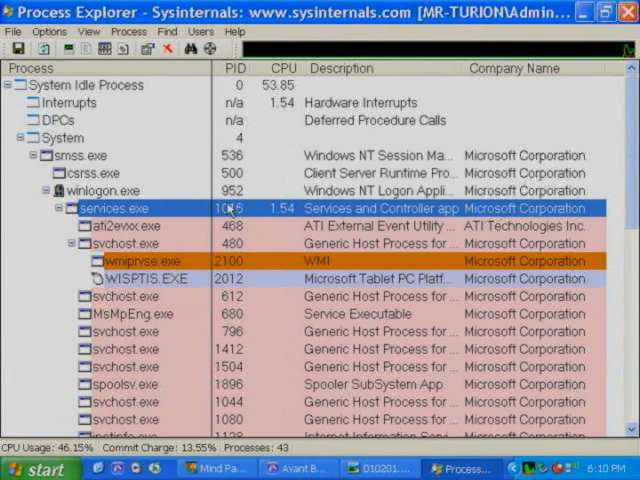 Process Explorer - Sysinternals: www.sysinternals.com [MR-TURION\Admin...
File Options View Process Find Users Help
Process PID CPU Description Company Name
System Idle Process 0 53.85
Interrupts n/a 1.54 Hardware Interrupts
DPCs n/a Deferred Procedure Calls
System 4
smss.exe 536 Windows NT Session Ma... Microsoft Corporation
csrss.exe 500 Client Server Runtime Pro... Microsoft Corporation
winlogon.exe 952 Windows NT Logon Appli... Microsoft Corporation
services.exe 1.54 Services and Controller app Microsoft Corporation
ati2evxx.exe 468 ATI External Event Utility ... ATI Technologies Inc.
svchost.exe 480 Generic Host Process for ... Microsoft Corporation
wmiprvse.exe 2100 WMI Microsoft Corporation
WISPTIS.EXE 2012 Microsoft Tablet PC Platf... Microsoft Corporation
svchost.exe 612 Generic Host Process for ... Microsoft Corporation
MsMpEng.exe 680 Service Executable Microsoft Corporation
svchost.exe 796 Generic Host Process for ... Microsoft Corporation
svchost.exe 1412 Generic Host Process for ... Microsoft Corporation
svchost.exe 1504 Generic Host Process for ... Microsoft Corporation
spoolsv.exe 1896 Spooler SubSystem App Microsoft Corporation
svchost.exe 1044 Generic Host Process for ... Microsoft Corporation
svchost.exe 1080 Generic Host Process for ... Microsoft Corporation
inetinfo.exe 1128 Internet Information Servi... Microsoft Corporation
CPU Usage: 46.15% Commit Charge: 13.55% Processes: 43
start Mind Pa... Avant B... 010201.... Process... 6:10 PM